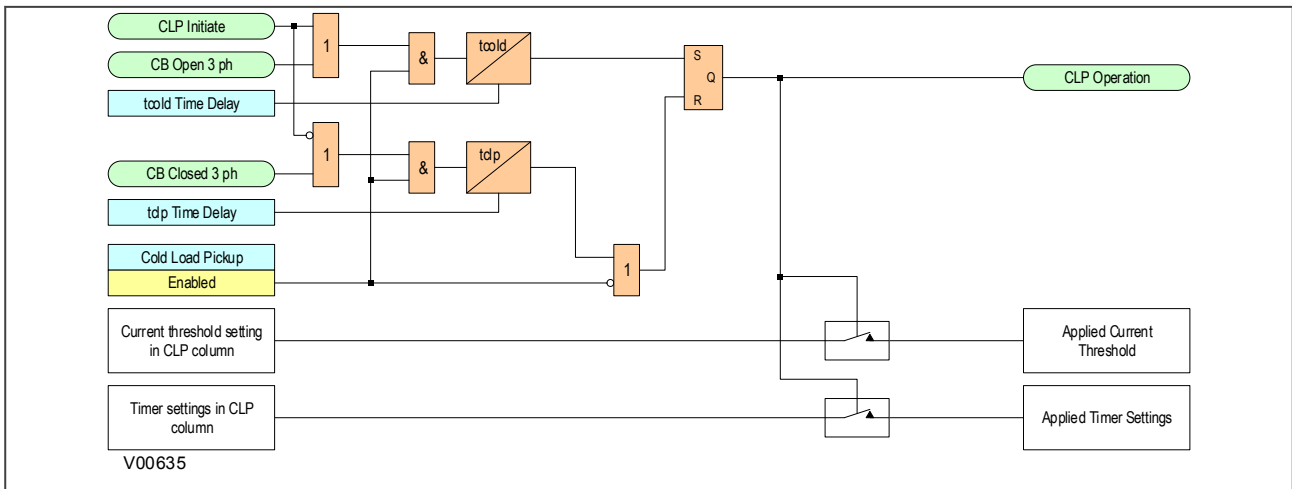 CLP Initiate
CB Open 3 ph
tcold Time Delay
1
&
tcold
S
Q
R
CLP Operation
CB Closed 3 ph
tclp Time Delay
1
&
tclp
Cold Load Pickup
Enabled
1
Current threshold setting
in CLP column
Applied Current
Threshold
Timer settings in CLP
column
Applied Timer Settings
V00635